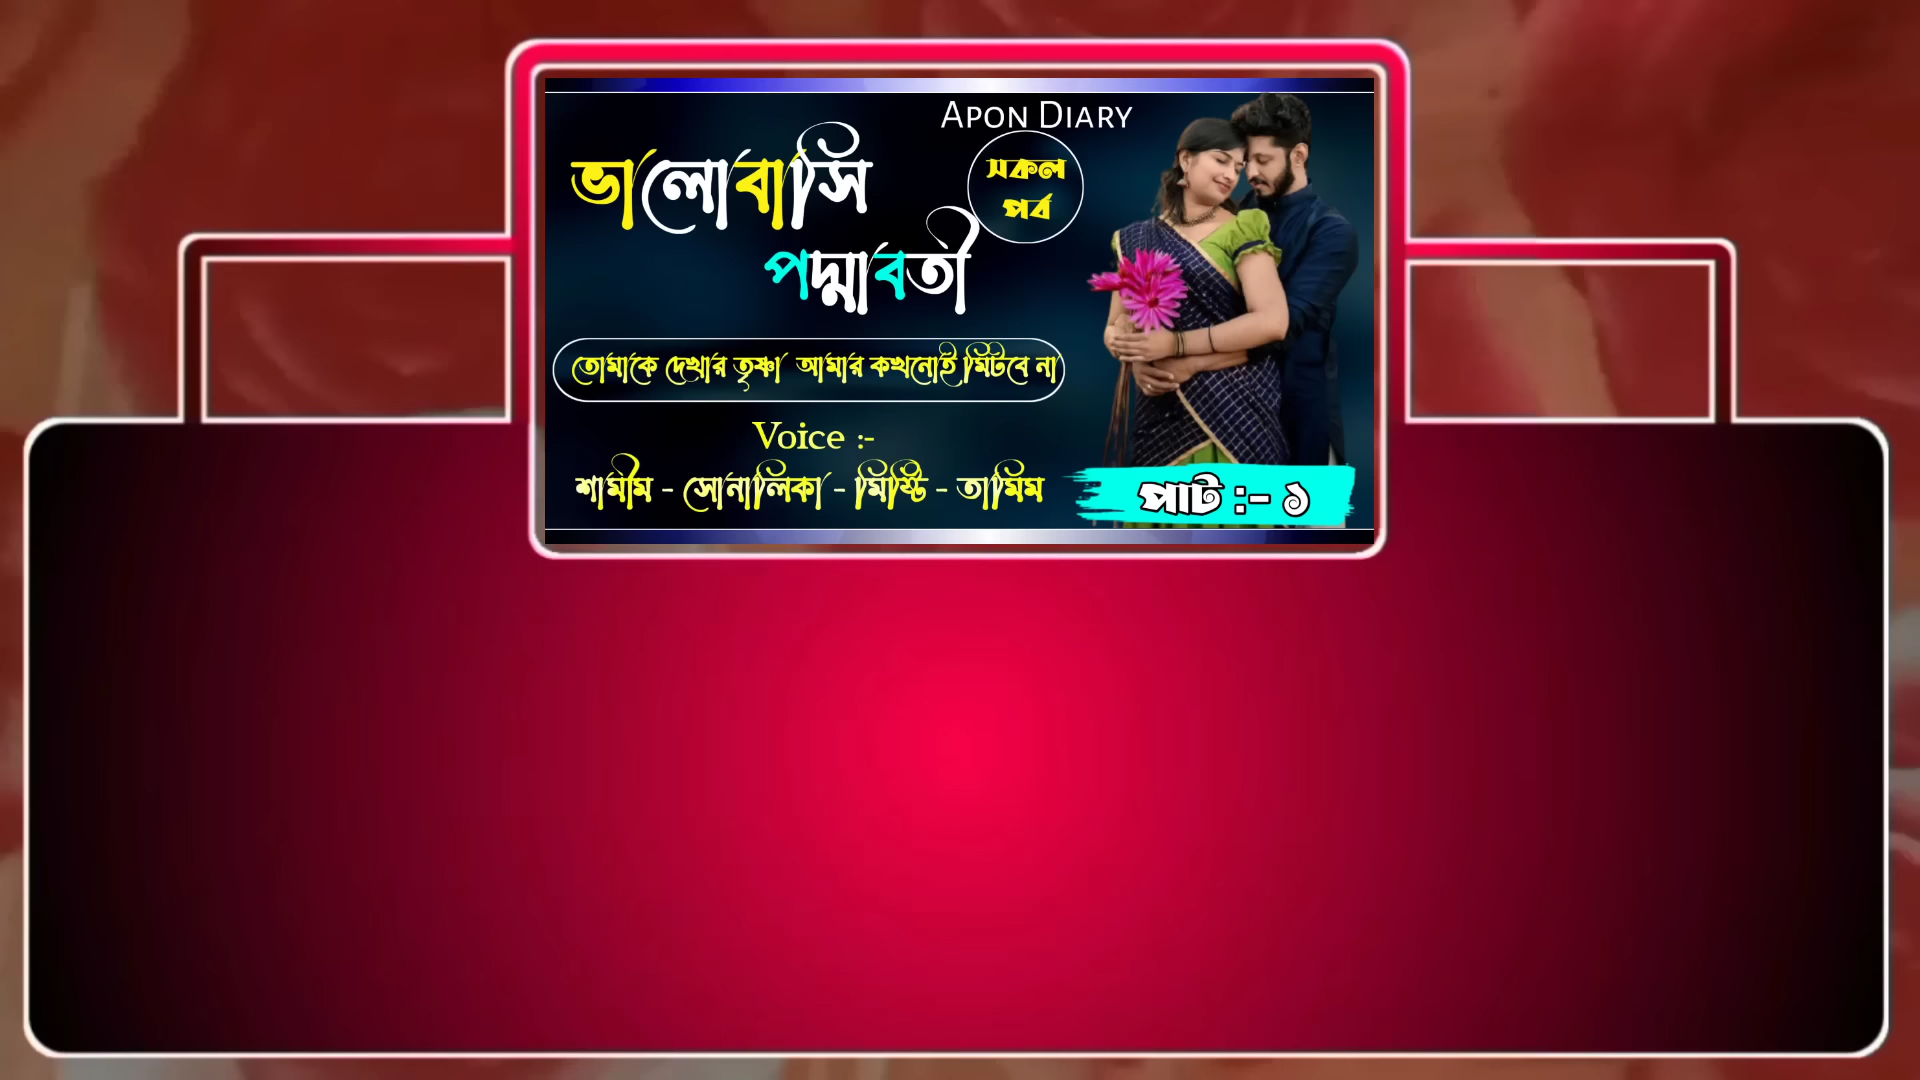 Apon Diary
ভালোবাসি
সকল
পর্ব
পদ্মাবতী
তোমাকে দেখার তৃষ্ণা আমার কখনোই মিটবে না
Voice :-
শামীম - সোনালিকা - মিষ্টি - তামিম
পাট :- ১